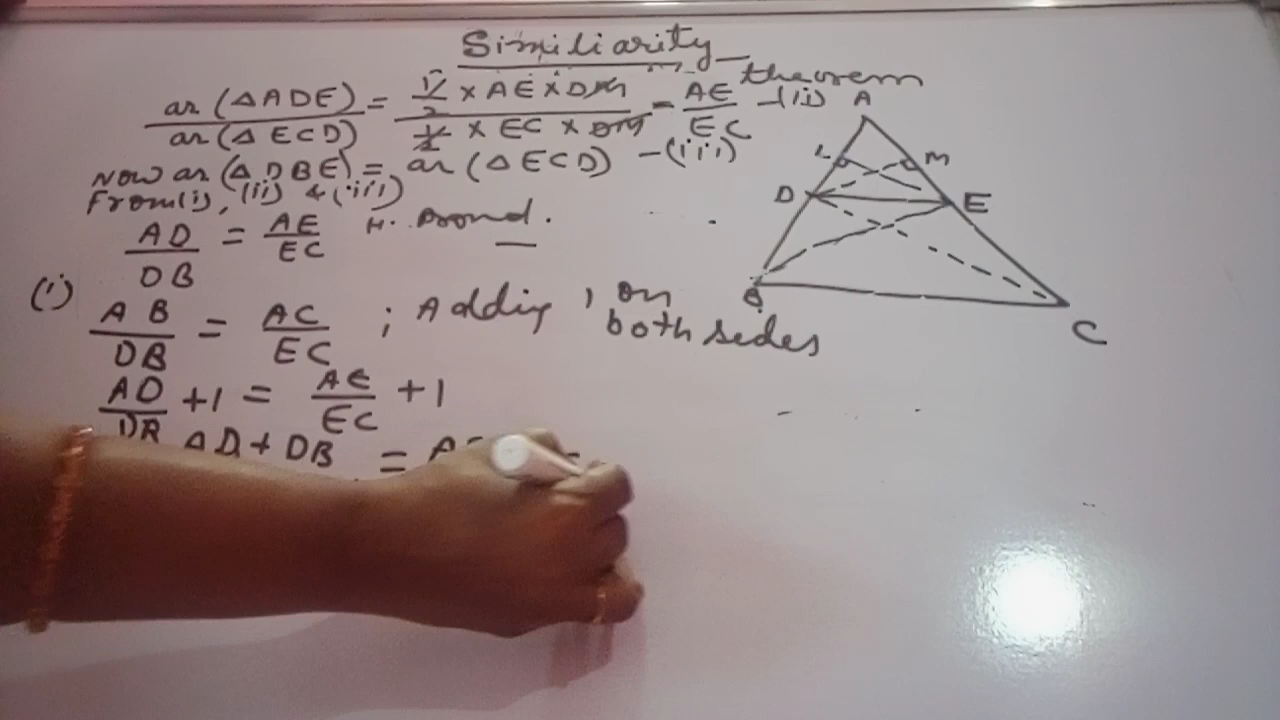 Similiarity
theorem
ar (ΔADE) / ar (Δ ECD) = 1/2 × AE × DM / 1/2 × EC × DM = AE / EC - (ii)
Now ar (Δ DBE) = ar (Δ ECD) - (iii)
From (i), (ii) & (iii)
AD / DB = AE / EC H. Proved.
(i)
AB / DB = AC / EC ; Adding 1 on both sides
AD / DB + 1 = AE / EC + 1
AD + DB =
A
L
M
D
E
B
C